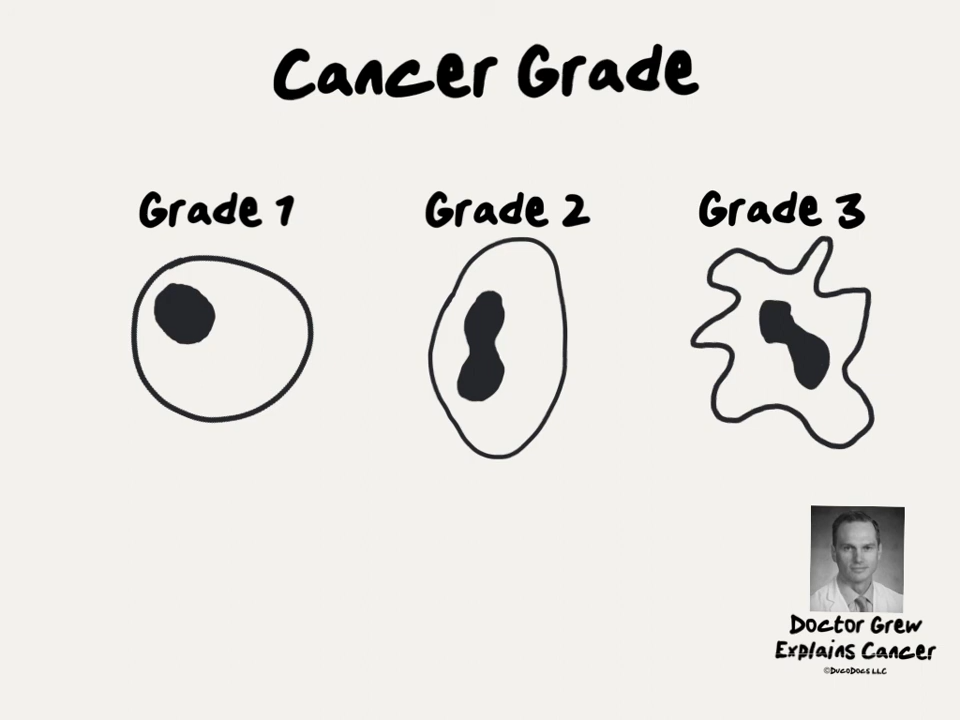 Cancer Grade
Grade 1 Grade 2 Grade 3
Doctor Grew
Explains Cancer
©DucoDocs LLC